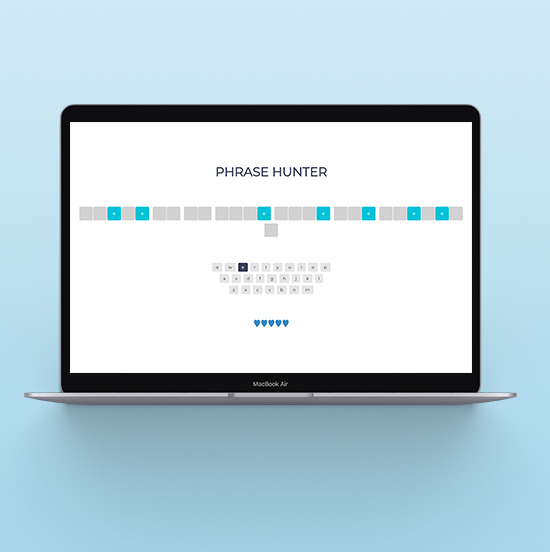 PHRASE HUNTER
e e e e e e e
q w e r t y u i o p
a s d f g h j k l
z x c v b n m
MacBook Air